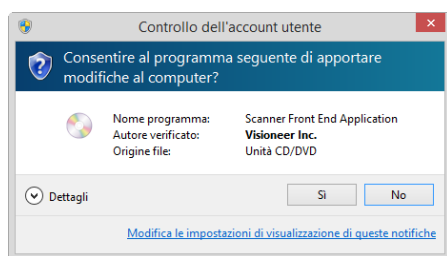 Controllo dell'account utente
Consentire al programma seguente di apportare
modifiche al computer?
Nome programma: Scanner Front End Application
Autore verificato: Visioneer Inc.
Origine file: Unità CD/DVD
Dettagli Sì No
Modifica le impostazioni di visualizzazione di queste notifiche